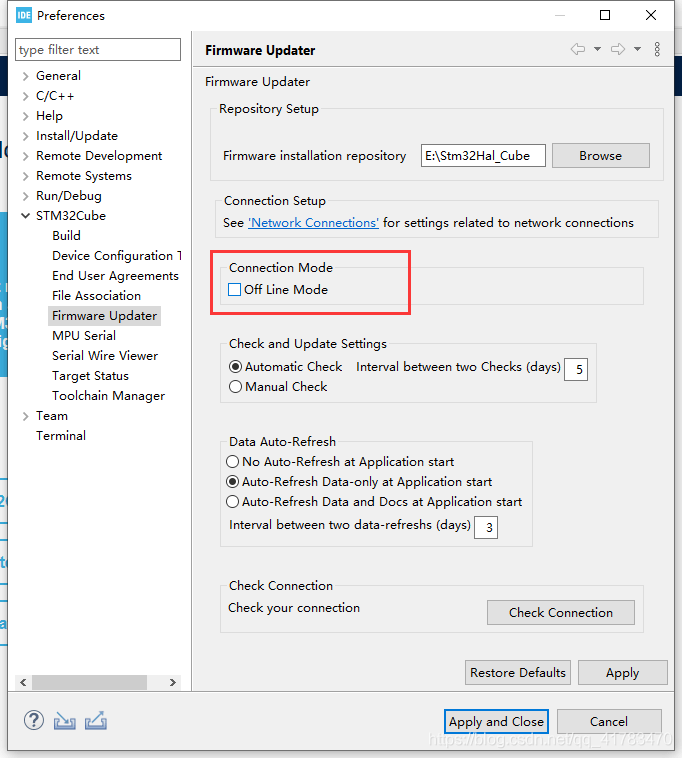 IDE Preferences
type filter text
General
C/C++
Help
Install/Update
Remote Development
Remote Systems
Run/Debug
STM32Cube
Build
Device Configuration T
End User Agreements
File Association
Firmware Updater
MPU Serial
Serial Wire Viewer
Target Status
Toolchain Manager
Team
Terminal
Firmware Updater
Firmware Updater
Repository Setup
Firmware installation repository E:\Stm32Hal_Cube Browse
Connection Setup
See 'Network Connections' for settings related to network connections
Connection Mode
Off Line Mode
Check and Update Settings
Automatic Check Interval between two Checks (days) 5
Manual Check
Data Auto-Refresh
No Auto-Refresh at Application start
Auto-Refresh Data-only at Application start
Auto-Refresh Data and Docs at Application start
Interval between two data-refreshs (days) 3
Check Connection
Check your connection Check Connection
Restore Defaults Apply
? Apply and Close Cancel
https://blog.csdn.net/qq_41783470